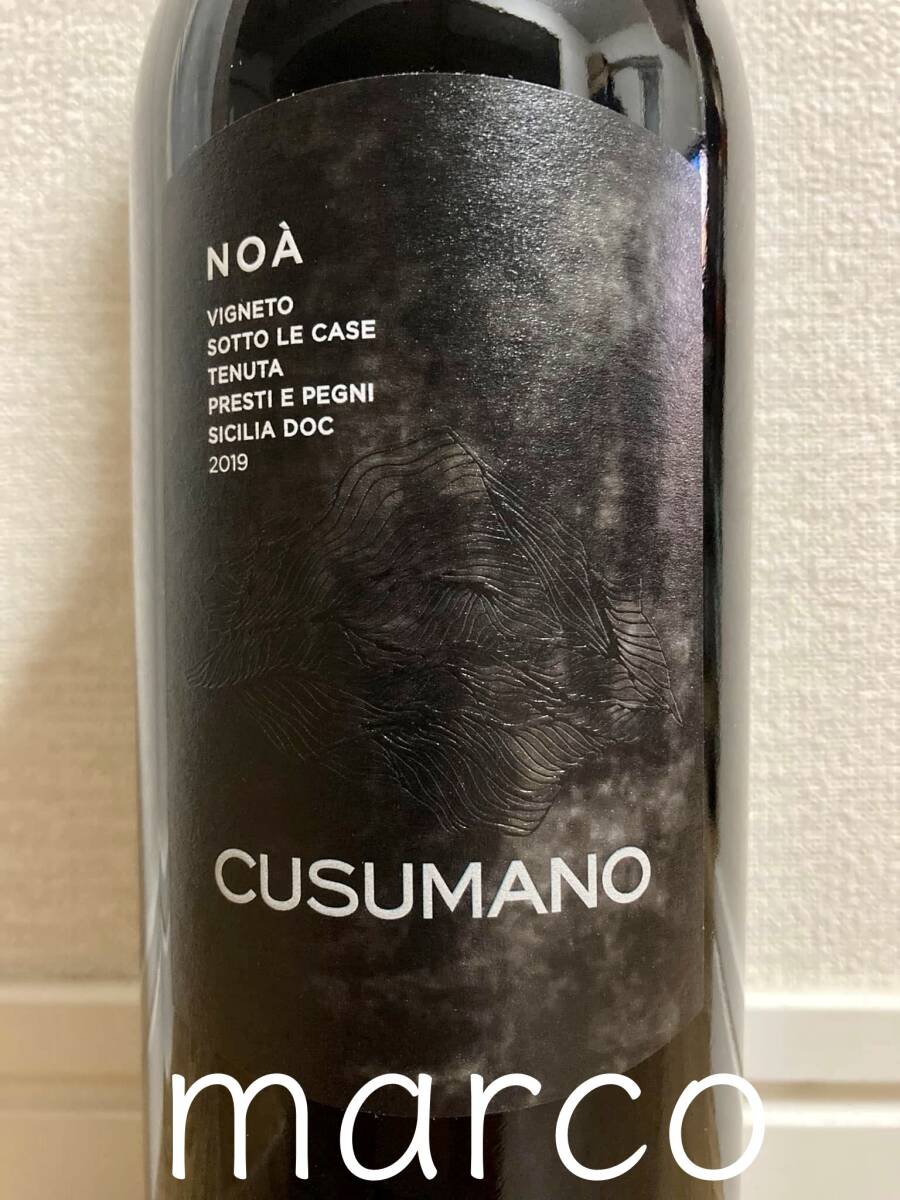 NOÀ
VIGNETO
SOTTO LE CASE
TENUTA
PRESTI E PEGNI
SICILIA DOC
2019
CUSUMANO
marco